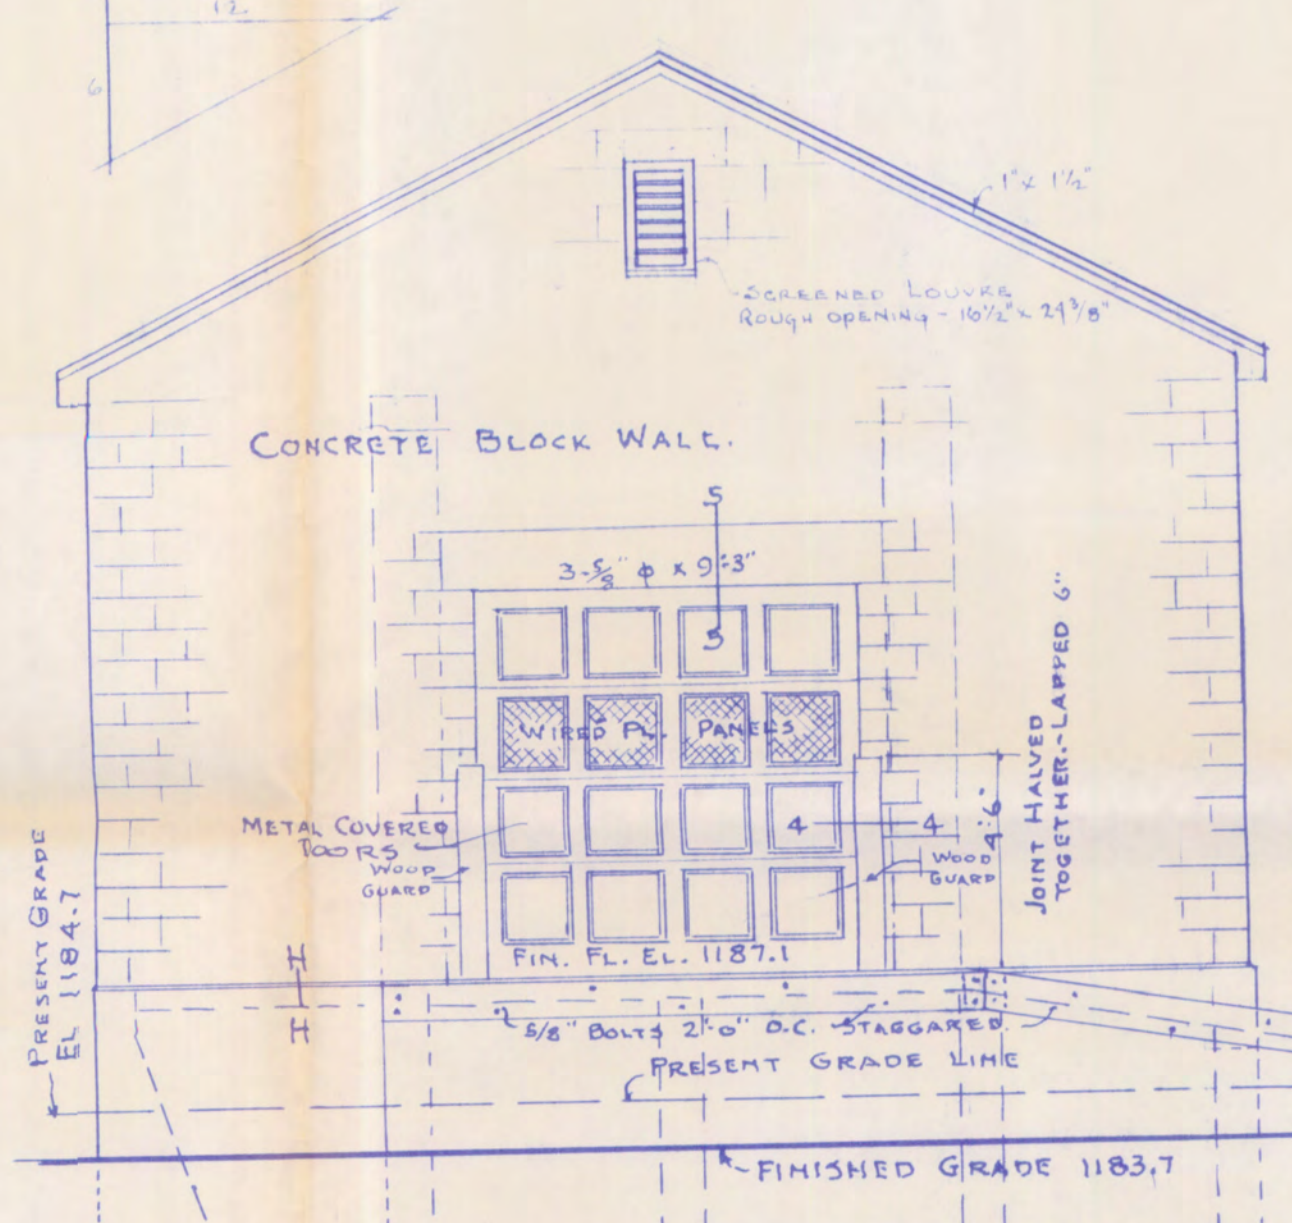 12
6
1" x 1½"
SCREENED LOUVRE
ROUGH OPENING - 16½" x 24⅜"
CONCRETE BLOCK WALL.
5
3-⅝" ϕ x 9'-3"
5
WIRED PL. PANELS
METAL COVERED
DOORS
WOOD
GUARD
4 4
WOOD
GUARD
4'-6"
JOINT HALVED
TOGETHER.-LAPPED 6"
PRESENT GRADE
EL 1184.7
FIN. FL. EL. 1187.1
H
H
5/8" BOLTS 2'-0" O.C. STAGGARED.
PRESENT GRADE LINE
FINISHED GRADE 1183.7